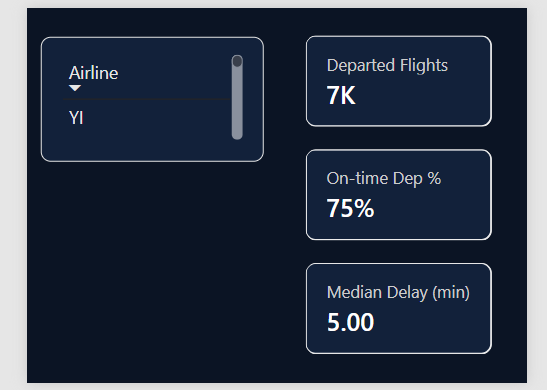 Airline
YI
Departed Flights
7K
On-time Dep %
75%
Median Delay (min)
5.00